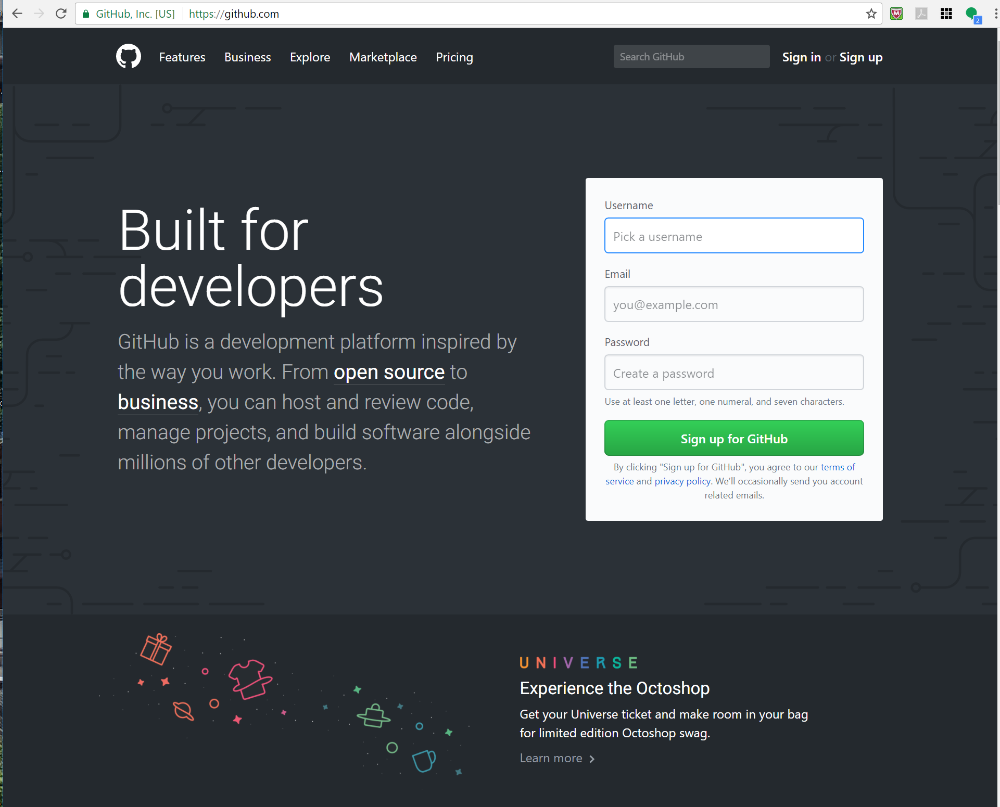 GitHub, Inc. [US] https://github.com
2
Features Business Explore Marketplace Pricing Search GitHub Sign in or Sign up
Built for
developers
GitHub is a development platform inspired by
the way you work. From open source to
business, you can host and review code,
manage projects, and build software alongside
millions of other developers.
Username
Pick a username
Email
you@example.com
Password
Create a password
Use at least one letter, one numeral, and seven characters.
Sign up for GitHub
By clicking "Sign up for GitHub", you agree to our terms of
service and privacy policy. We’ll occasionally send you account
related emails.
UNIVERSE
Experience the Octoshop
Get your Universe ticket and make room in your bag
for limited edition Octoshop swag.
Learn more